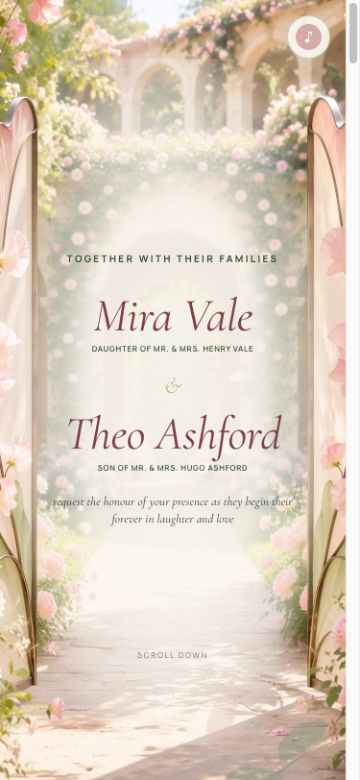 TOGETHER WITH THEIR FAMILIES
Mira Vale
DAUGHTER OF MR. & MRS. HENRY VALE
&
Theo Ashford
SON OF MR. & MRS. HUGO ASHFORD
request the honour of your presence as they begin their
forever in laughter and love
SCROLL DOWN